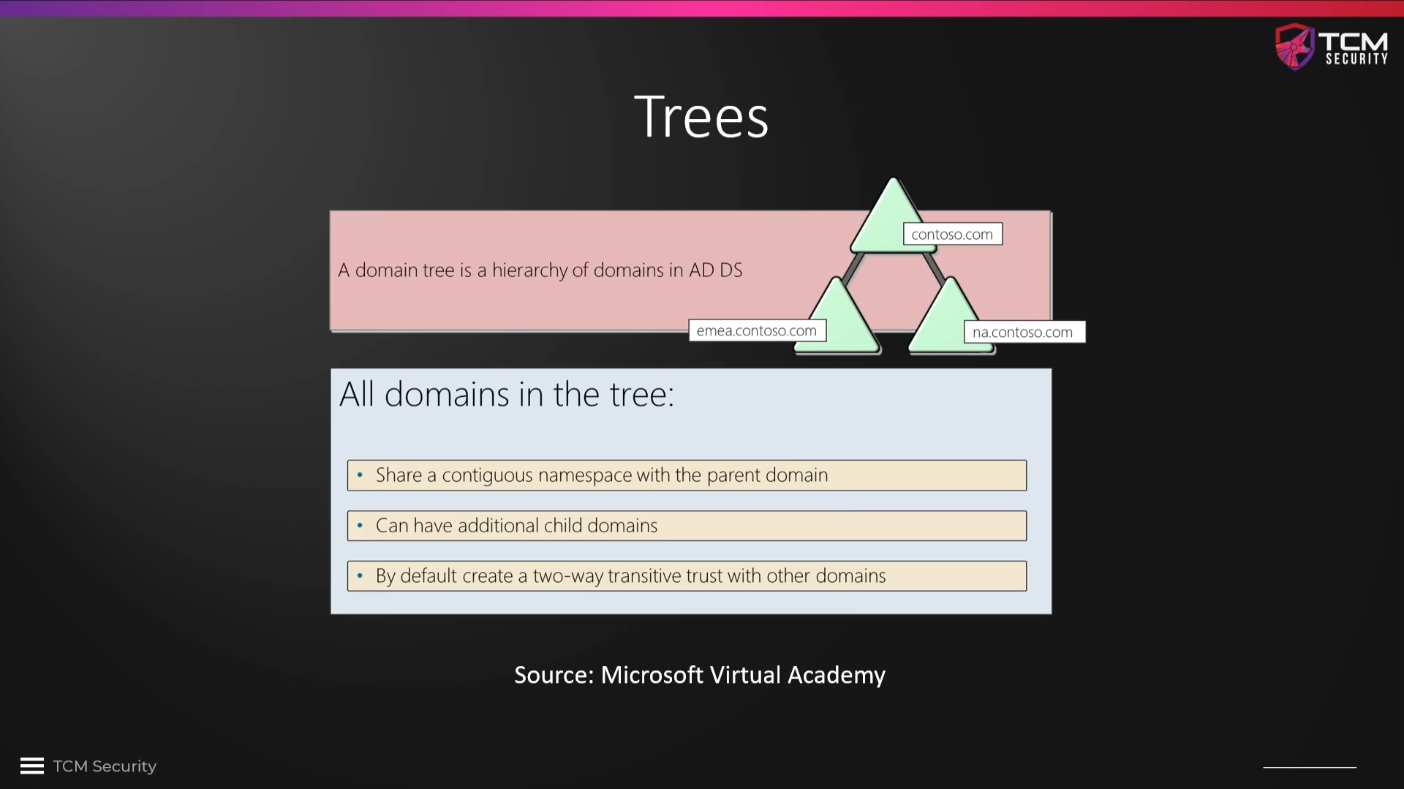 TCM
SECURITY
Trees
contoso.com
A domain tree is a hierarchy of domains in AD DS
emea.contoso.com
na.contoso.com
All domains in the tree:
• Share a contiguous namespace with the parent domain
• Can have additional child domains
• By default create a two-way transitive trust with other domains
Source: Microsoft Virtual Academy
TCM Security